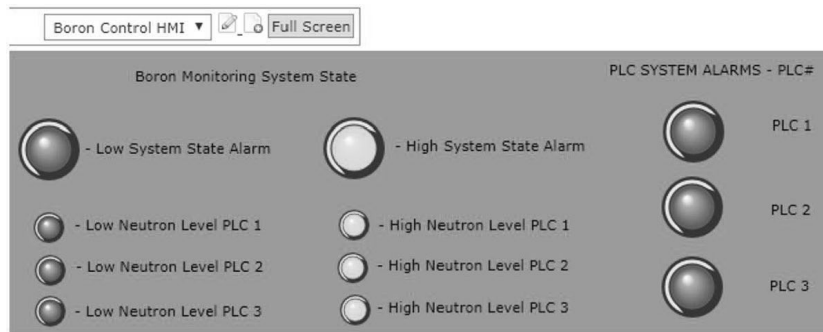 Boron Control HMI ▼ Full Screen
Boron Monitoring System State
PLC SYSTEM ALARMS - PLC#
- Low System State Alarm
- High System State Alarm
PLC 1
- Low Neutron Level PLC 1
- High Neutron Level PLC 1
PLC 2
- Low Neutron Level PLC 2
- High Neutron Level PLC 2
- Low Neutron Level PLC 3
- High Neutron Level PLC 3
PLC 3